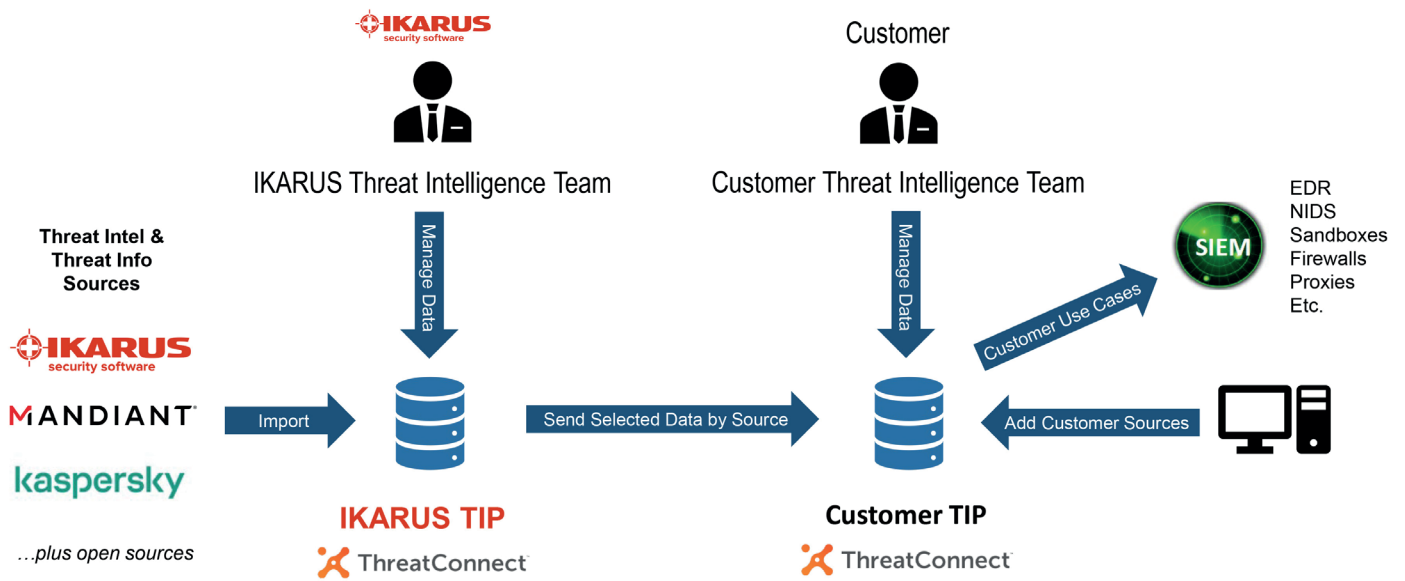 IKARUS
security software
Customer
IKARUS Threat Intelligence Team
Customer Threat Intelligence Team
Threat Intel &
Threat Info
Sources
Manage Data
Manage Data
SIEM
EDR
NIDS
Sandboxes
Firewalls
Proxies
Etc.
Customer Use Cases
IKARUS
security software
MANDIANT®
kaspersky
...plus open sources
Import
Send Selected Data by Source
Add Customer Sources
IKARUS TIP
ThreatConnect™
Customer TIP
ThreatConnect™